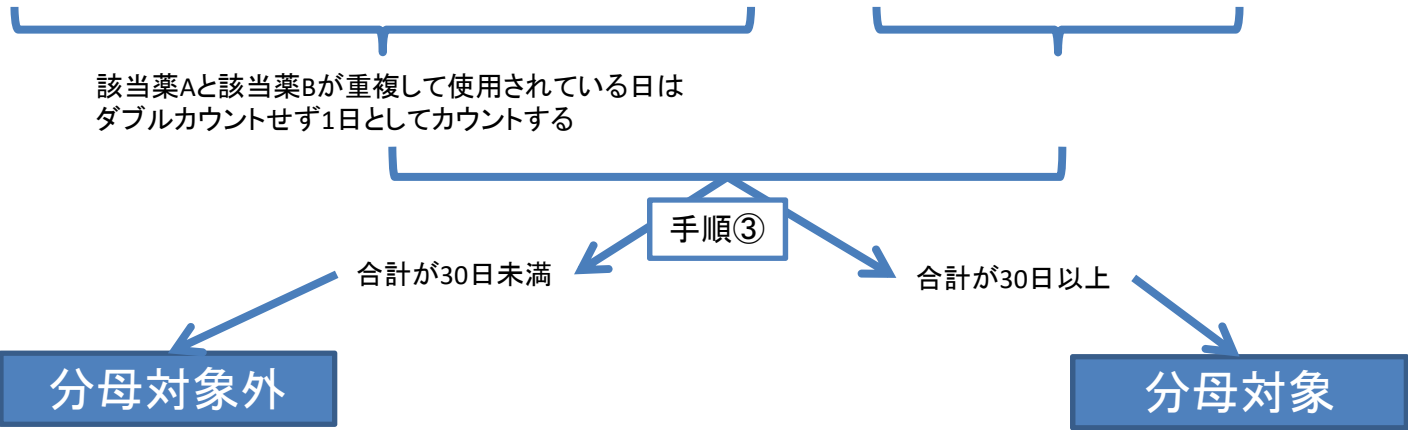 該当薬Aと該当薬Bが重複して使用されている日は
ダブルカウントせず1日としてカウントする
手順③
合計が30日未満
合計が30日以上
分母対象外
分母対象